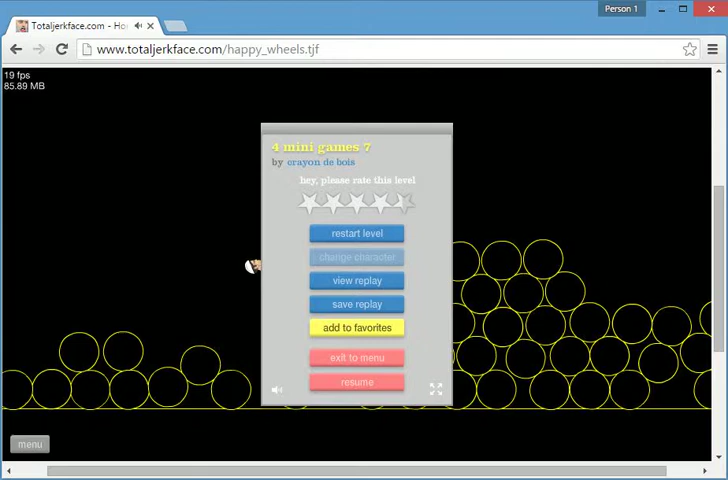 Person 1
Totaljerkface.com - Ho
www.totaljerkface.com/happy_wheels.tjf
19 fps
85.89 MB
4 mini games 7
by crayon de bois
hey, please rate this level
restart level
change character
view replay
save replay
add to favorites
exit to menu
resume
menu